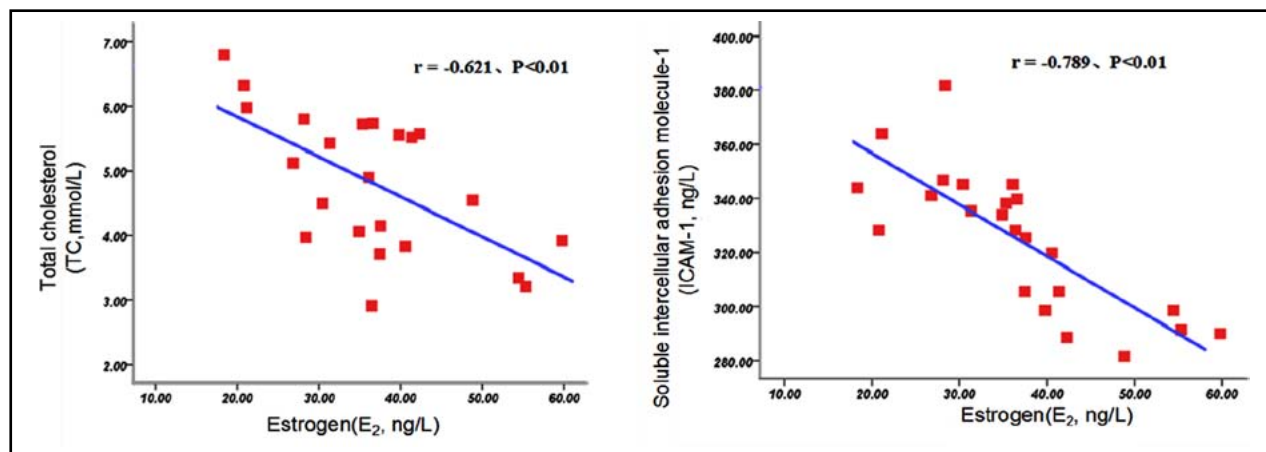 7.00
6.00
5.00
4.00
3.00
2.00
10.00 20.00 30.00 40.00 50.00 60.00
r = -0.621、P<0.01
Total cholesterol
(TC,mmol/L)
Estrogen(E₂, ng/L)
400.00
380.00
360.00
340.00
320.00
300.00
280.00
10.00 20.00 30.00 40.00 50.00 60.00
r = -0.789、P<0.01
Soluble intercellular adhesion molecule-1
(ICAM-1, ng/L)
Estrogen(E₂, ng/L)